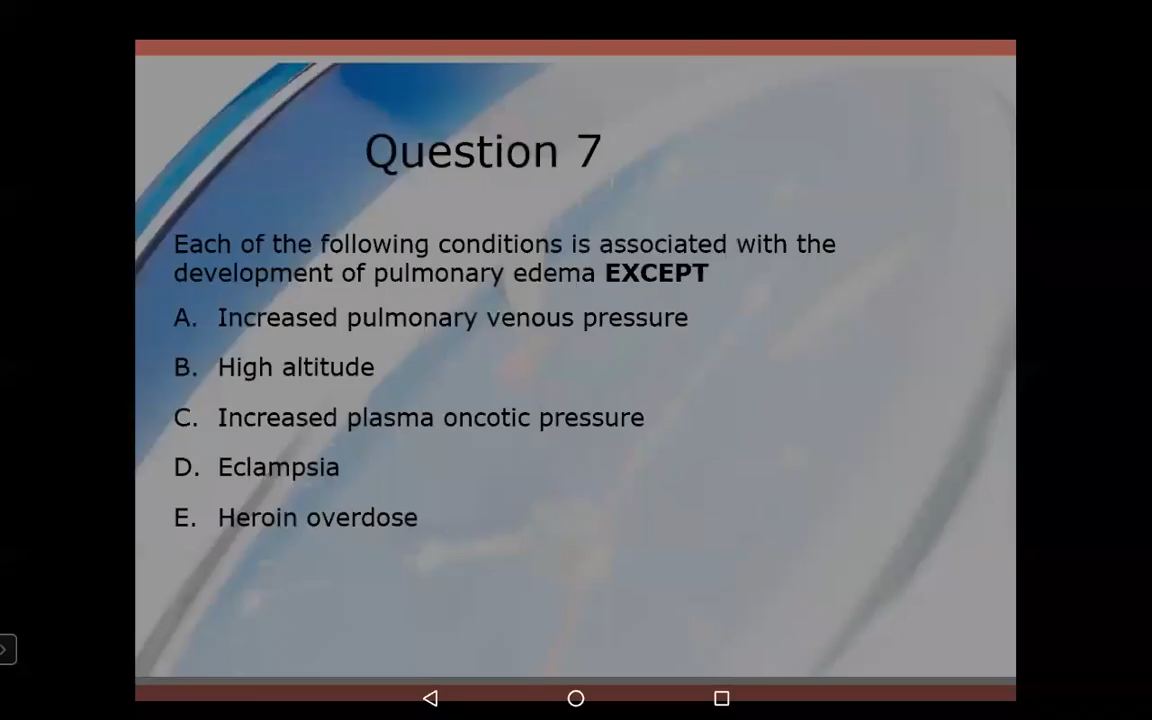 Question 7
Each of the following conditions is associated with the
development of pulmonary edema EXCEPT
A. Increased pulmonary venous pressure
B. High altitude
C. Increased plasma oncotic pressure
D. Eclampsia
E. Heroin overdose